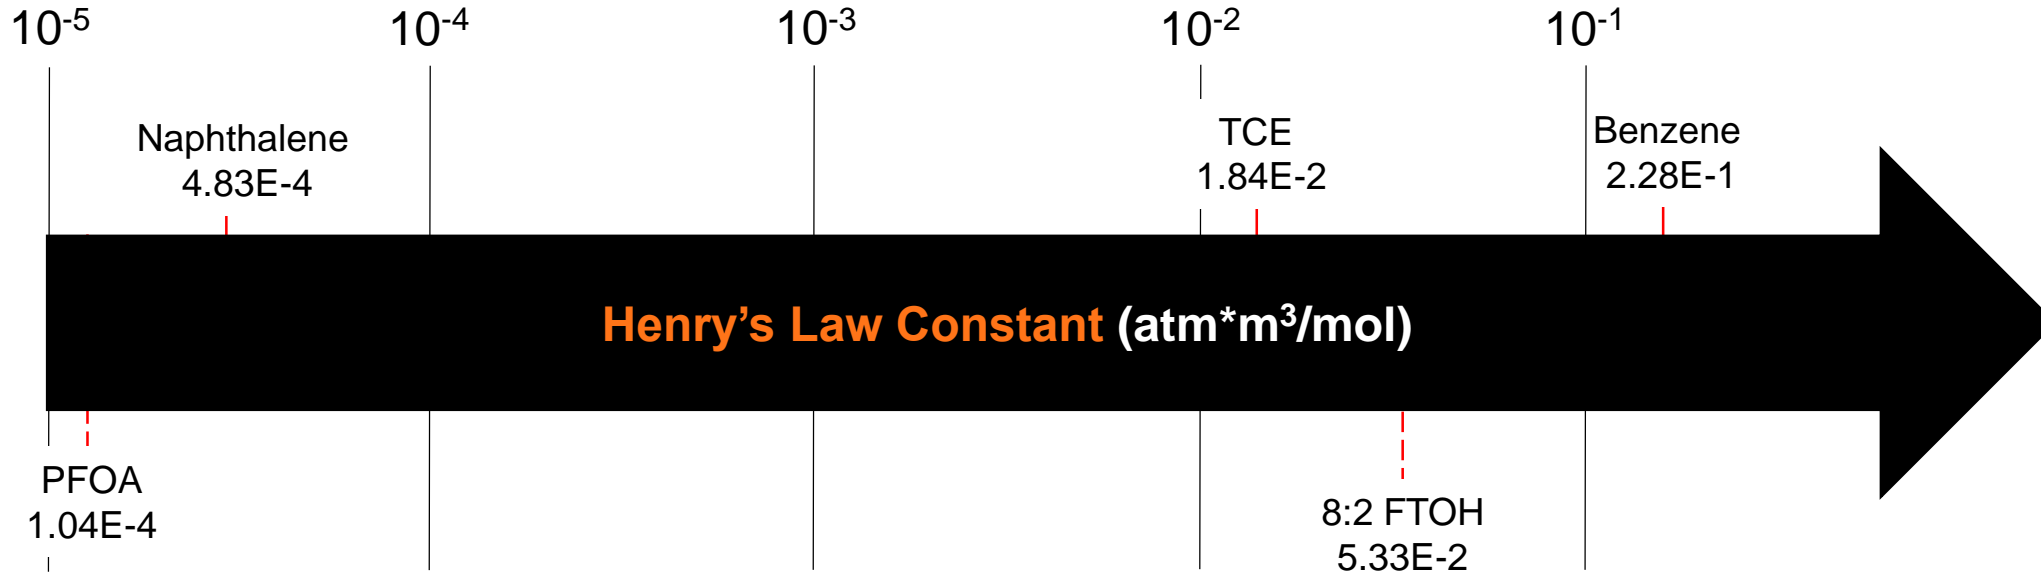 10⁻⁵ 10⁻⁴ 10⁻³ 10⁻² 10⁻¹
Naphthalene
4.83E-4
TCE
1.84E-2
Benzene
2.28E-1
Henry’s Law Constant (atm*m³/mol)
PFOA
1.04E-4
8:2 FTOH
5.33E-2